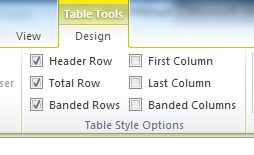 Table Tools
View Design
Header Row First Column
ser Total Row Last Column
Banded Rows Banded Columns
Table Style Options